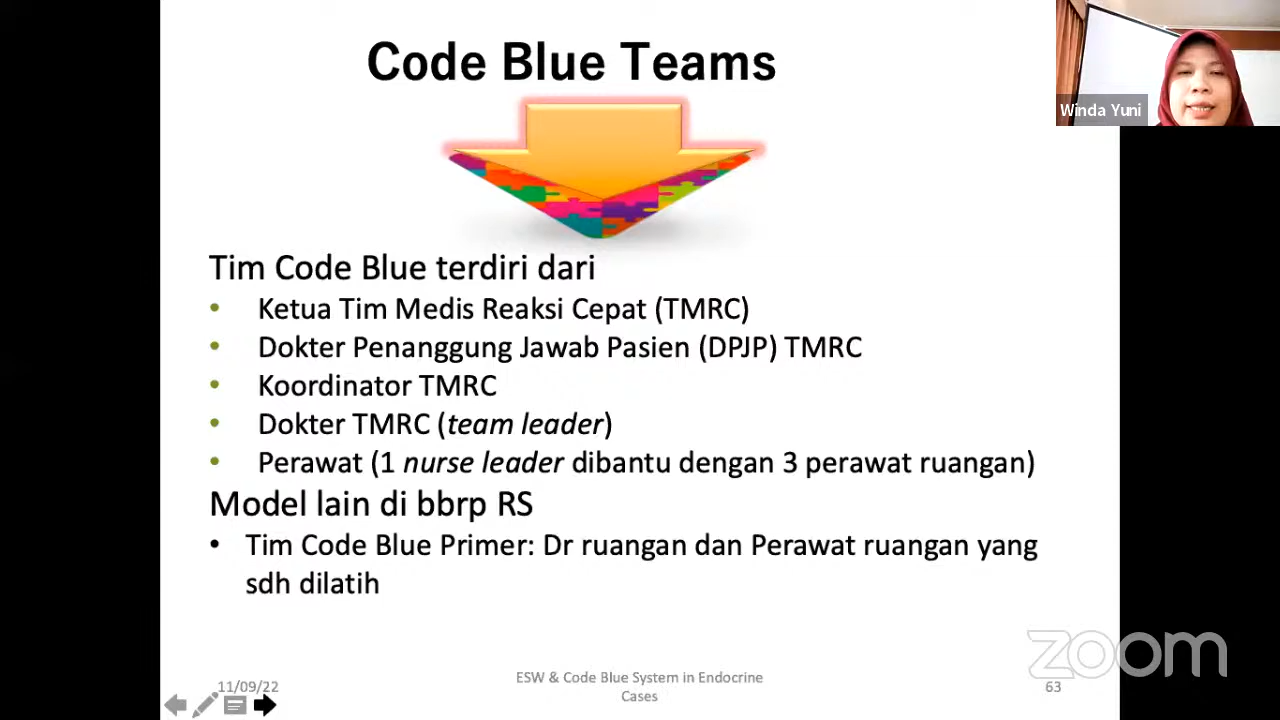 Code Blue Teams
Winda Yuni
Tim Code Blue terdiri dari
• Ketua Tim Medis Reaksi Cepat (TMRC)
• Dokter Penanggung Jawab Pasien (DPJP) TMRC
• Koordinator TMRC
• Dokter TMRC (team leader)
• Perawat (1 nurse leader dibantu dengan 3 perawat ruangan)
Model lain di bbrp RS
• Tim Code Blue Primer: Dr ruangan dan Perawat ruangan yang
sdh dilatih
zoom
11/09/22
ESW & Code Blue System in Endocrine
Cases
63